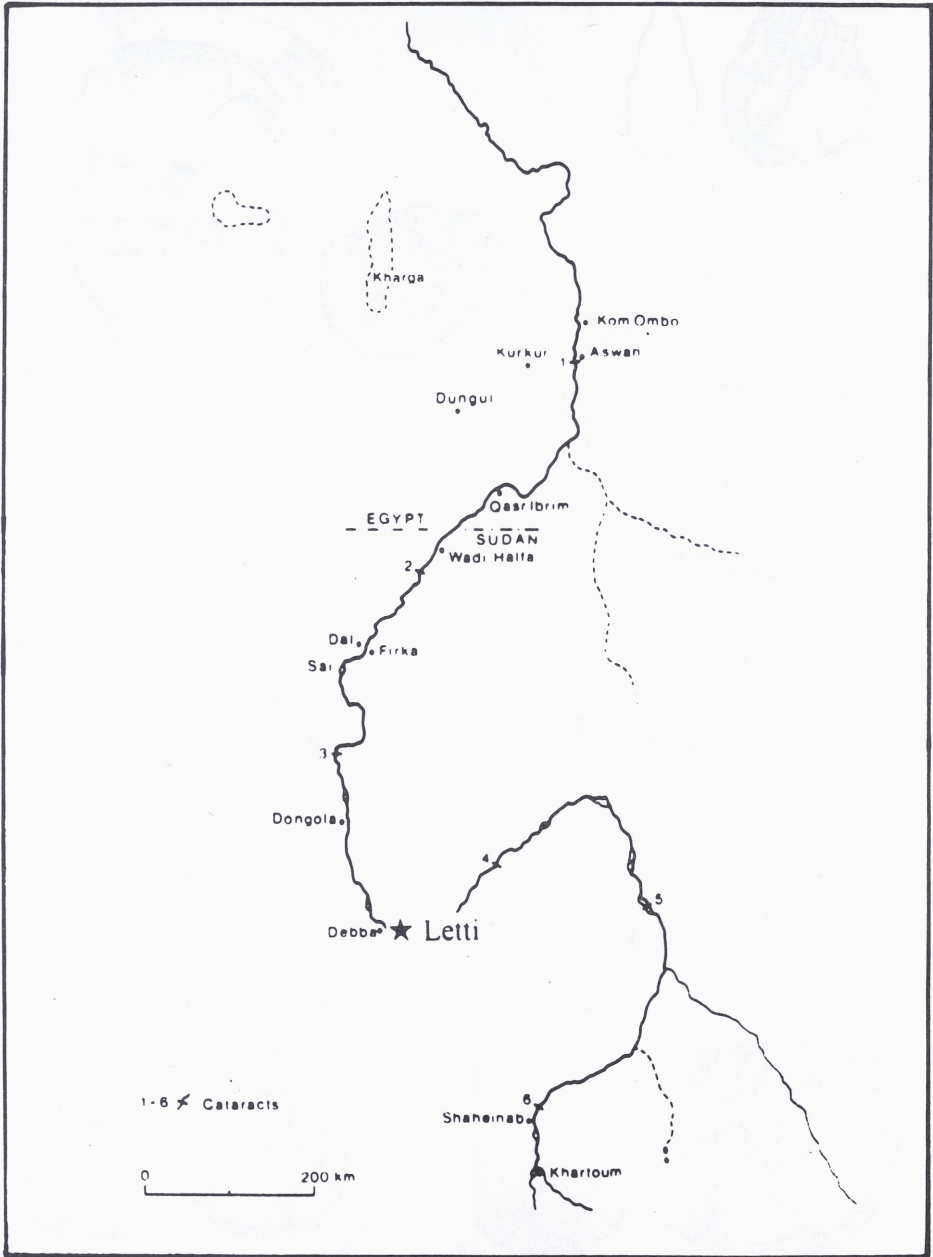 Kharga
Kom Ombo
Kurkur
1
Aswan
Dungul
Qasr Ibrim
EGYPT
SUDAN
Wadi Halfa
2
Dal
Firka
Sai
3
Dongola
4
5
Debba
Letti
6
1-6 Cataracts
Shaheinab
Khartoum
0 200 km